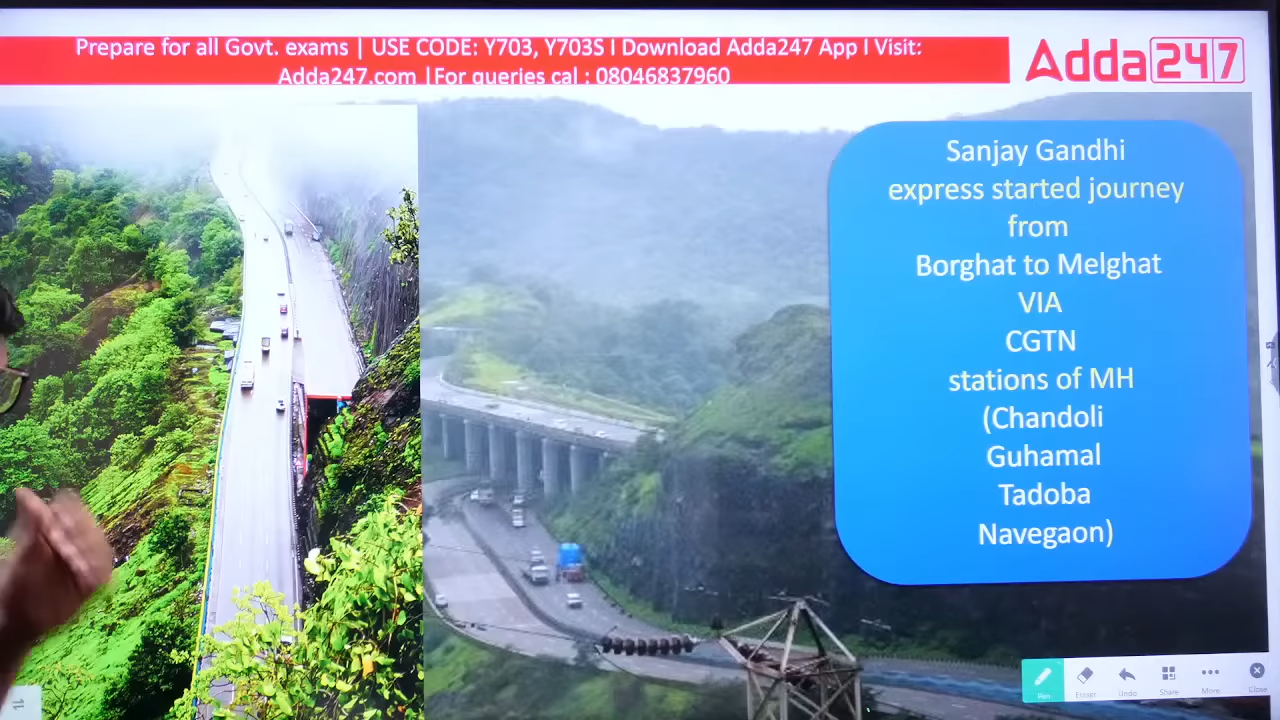 Prepare for all Govt. exams | USE CODE: Y703, Y703S I Download Adda247 App I Visit:
Adda247.com |For queries cal : 08046837960
Adda247
Sanjay Gandhi
express started journey
from
Borghat to Melghat
VIA
CGTN
stations of MH
(Chandoli
Guhamal
Tadoba
Navegaon)
Pen Eraser Undo Share More Close